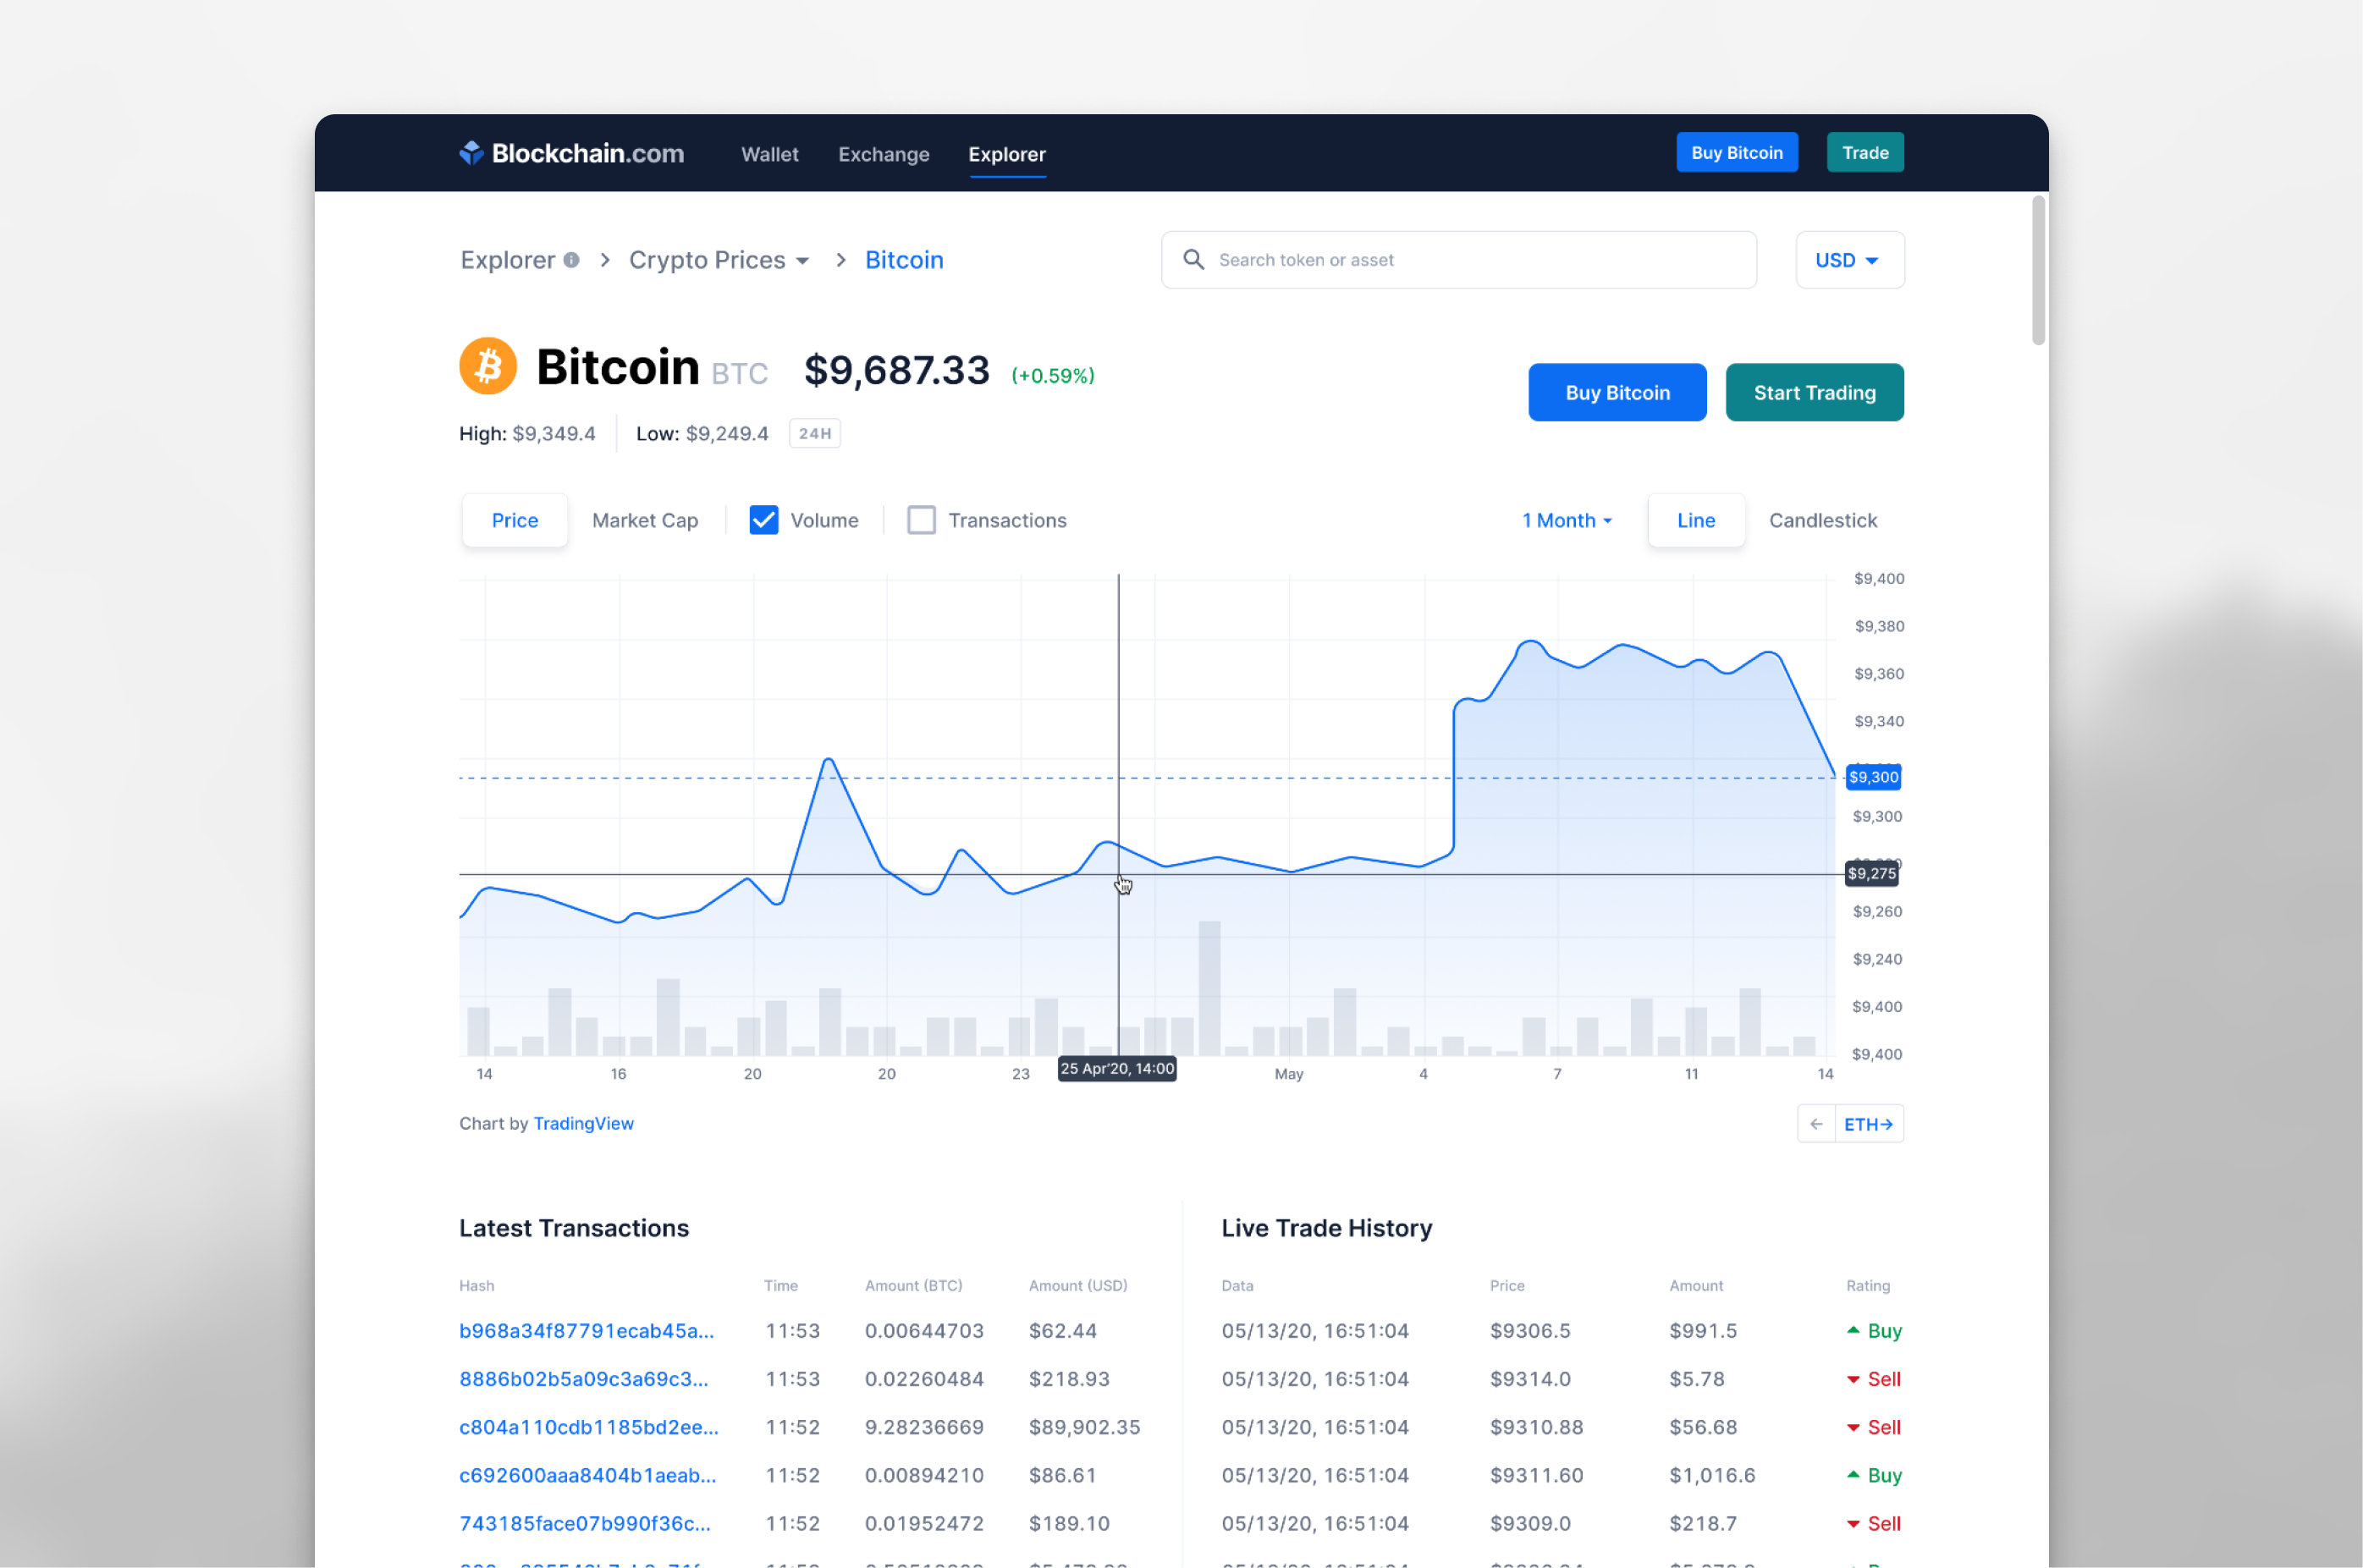 Blockchain.com Wallet Exchange Explorer Buy Bitcoin Trade
Explorer Crypto Prices Bitcoin Search token or asset USD
Bitcoin BTC $9,687.33 (+0.59%)
Buy Bitcoin Start Trading
High: $9,349.4 Low: $9,249.4 24H
Price Market Cap Volume Transactions 1 Month Line Candlestick
$9,400
$9,380
$9,360
$9,340
$9,300
$9,300
$9,275
$9,260
$9,240
$9,400
$9,400
14 16 20 20 23 25 Apr'20, 14:00 May 4 7 11 14
Chart by TradingView ETH
Latest Transactions
Hash Time Amount (BTC) Amount (USD)
b968a34f87791ecab45a... 11:53 0.00644703 $62.44
8886b02b5a09c3a69c3... 11:53 0.02260484 $218.93
c804a110cdb1185bd2ee... 11:52 9.28236669 $89,902.35
c692600aaa8404b1aeab... 11:52 0.00894210 $86.61
743185face07b990f36c... 11:52 0.01952472 $189.10
Live Trade History
Data Price Amount Rating
05/13/20, 16:51:04 $9306.5 $991.5 Buy
05/13/20, 16:51:04 $9314.0 $5.78 Sell
05/13/20, 16:51:04 $9310.88 $56.68 Sell
05/13/20, 16:51:04 $9311.60 $1,016.6 Buy
05/13/20, 16:51:04 $9309.0 $218.7 Sell